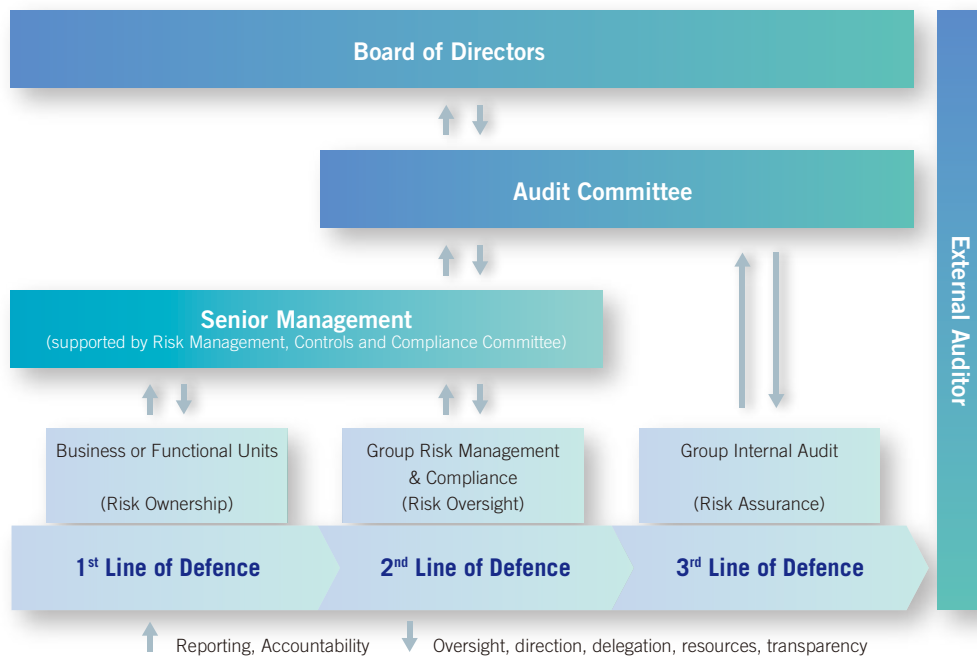 Board of Directors
Audit Committee
External Auditor
Senior Management
(supported by Risk Management, Controls and Compliance Committee)
Business or Functional Units
(Risk Ownership)
Group Risk Management
& Compliance
(Risk Oversight)
Group Internal Audit
(Risk Assurance)
1st Line of Defence
2nd Line of Defence
3rd Line of Defence
Reporting, Accountability
Oversight, direction, delegation, resources, transparency